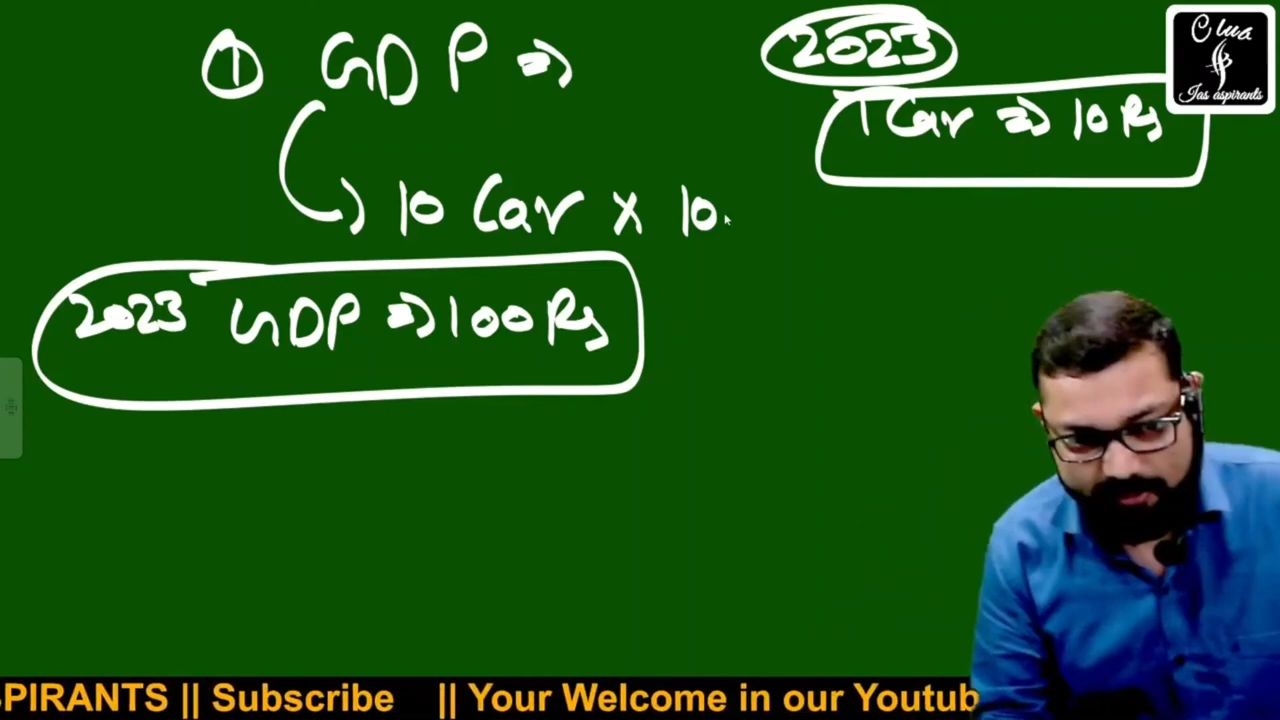 ① GDP ⇒
2023
1 Car ⇒ 10 Rs
10 Car x 10
2023 GDP ⇒ 100 Rs
Ias aspirants
PIRANTS || Subscribe || Your Welcome in our Youtub